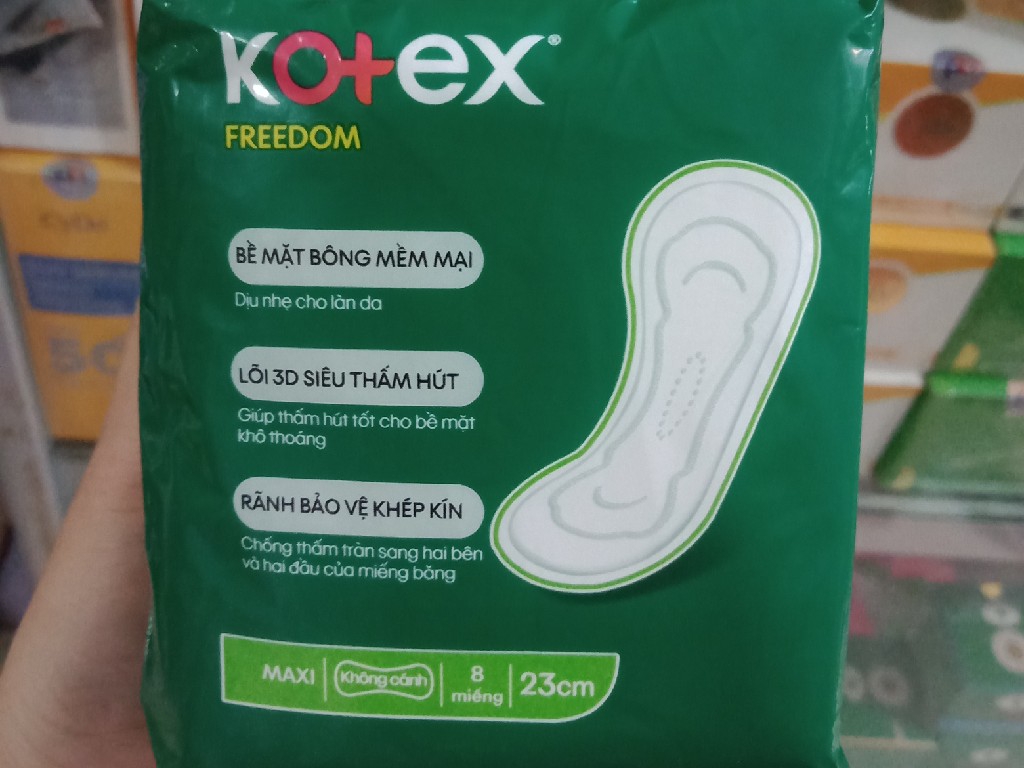 Kotex®
FREEDOM
BỀ MẶT BÔNG MỀM MẠI
Dịu nhẹ cho làn da
LÕI 3D SIÊU THẤM HÚT
Giúp thấm hút tốt cho bề mặt
khô thoáng
RÃNH BẢO VỆ KHÉP KÍN
Chống thấm tràn sang hai bên
và hai đầu của miếng băng
MAXI
Không cánh
8
miếng
23cm